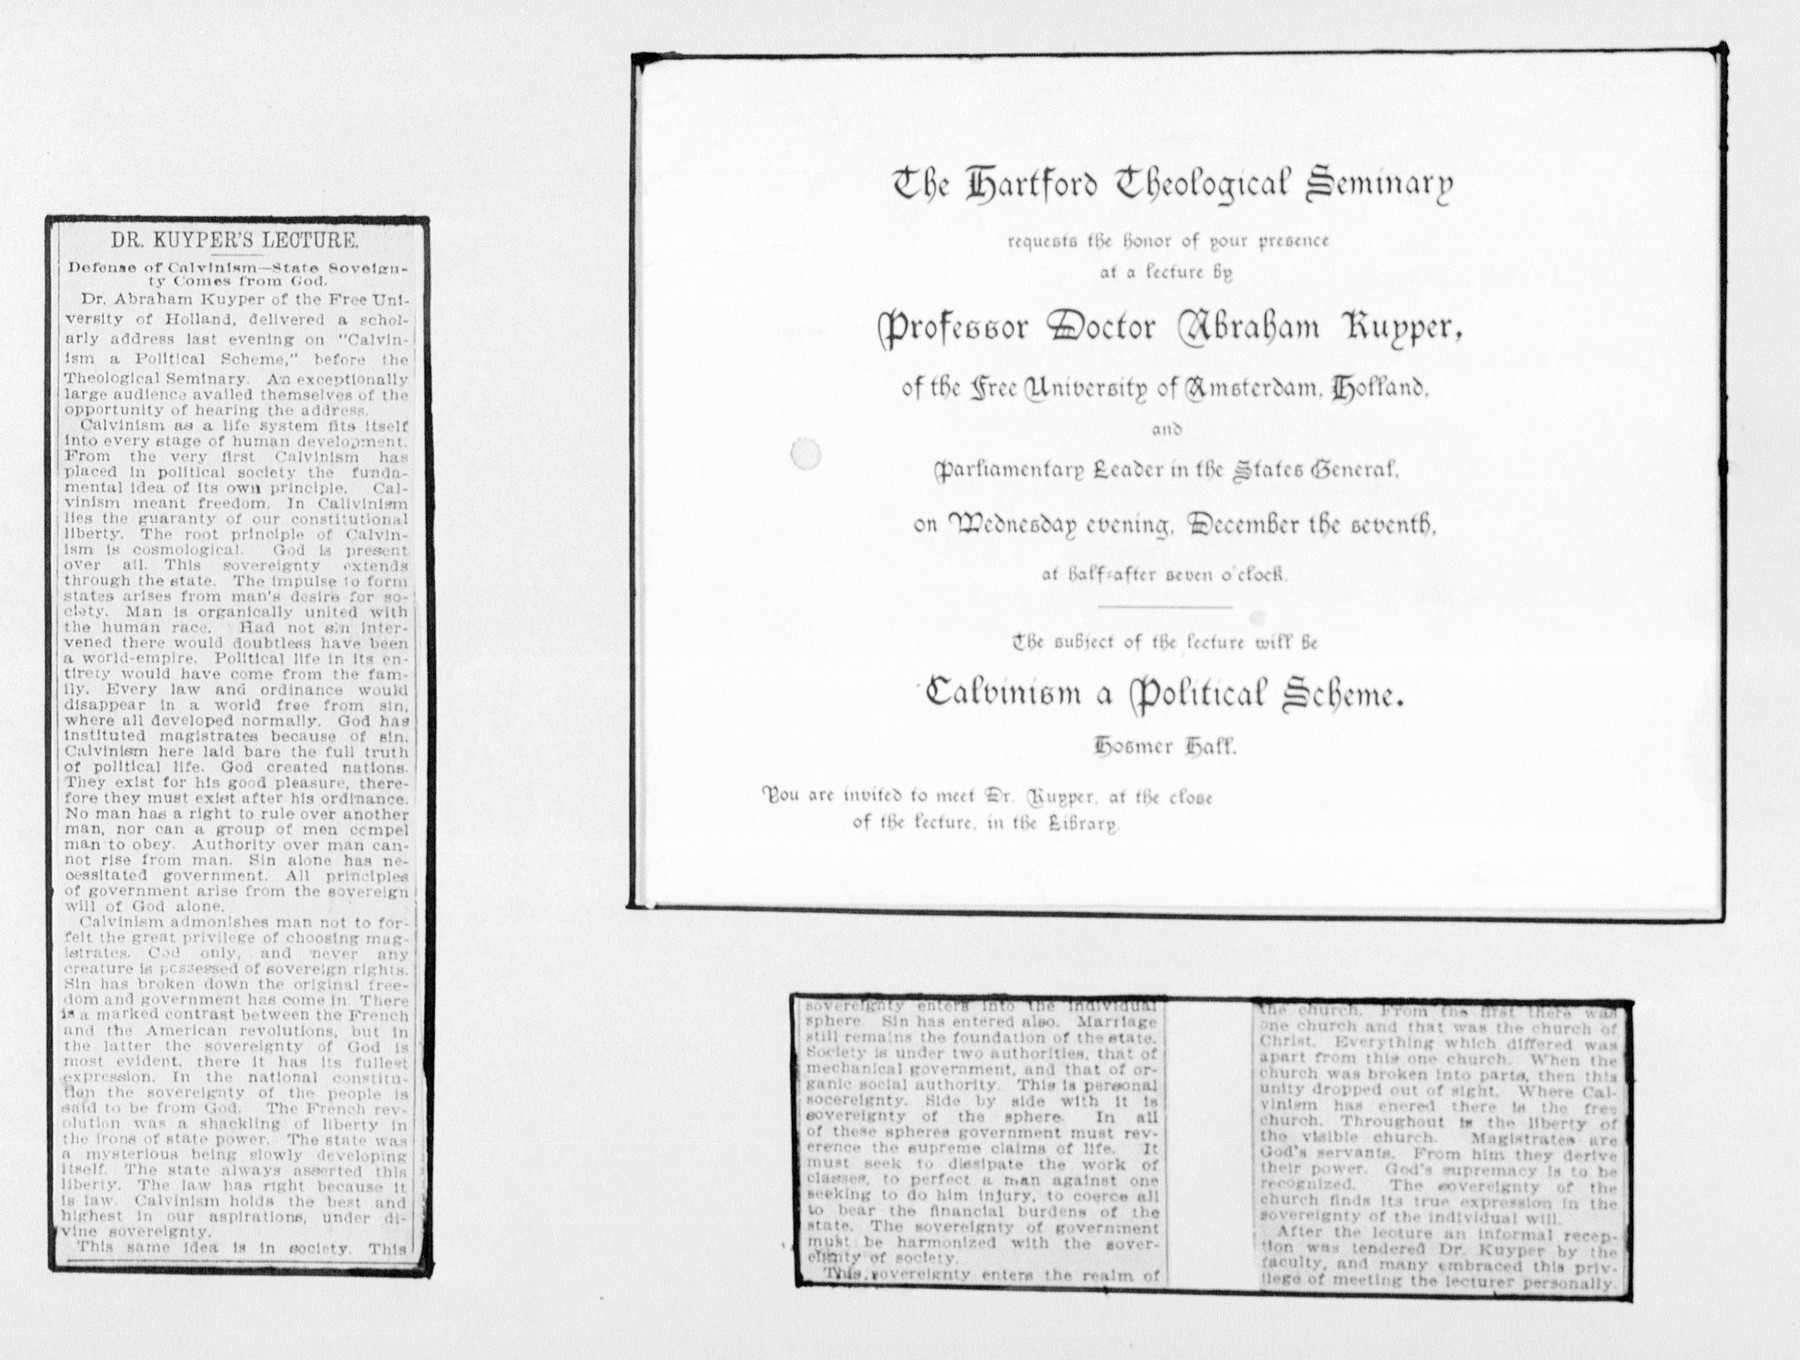 DR. KUYPER'S LECTURE.
Defense of Calvinism—State Soveign-
ty Comes from God.
Dr. Abraham Kuyper of the Free Uni-
versity of Holland, delivered a schol-
arly address last evening on "Calvin-
ism a Political Scheme," before the
Theological Seminary. An exceptionally
large audience availed themselves of the
opportunity of hearing the address.
Calvinism as a life system fits itself
into every stage of human development.
From the very first Calvinism has
placed in political society the funda-
mental idea of its own principle. Cal-
vinism meant freedom. In Calivinism
lies the guaranty of our constitutional
liberty. The root principle of Calvin-
ism is cosmological. God is present
over all. This sovereignty extends
through the state. The impulse to form
states arises from man's desire for so-
ciety. Man is organically united with
the human race. Had not sin inter-
vened there would doubtless have been
a world-empire. Political life in its en-
tirety would have come from the fam-
ily. Every law and ordinance would
disappear in a world free from sin,
where all developed normally. God has
instituted magistrates because of sin.
Calvinism here laid bare the full truth
of political life. God created nations.
They exist for his good pleasure, there-
fore they must exist after his ordinance.
No man has a right to rule over another
man, nor can a group of men compel
man to obey. Authority over man can-
not rise from man. Sin alone has ne-
cessitated government. All principles
of government arise from the sovereign
will of God alone.
Calvinism admonishes man not to for-
feit the great privilege of choosing mag-
istrates. God only, and never any
creature is possessed of sovereign rights.
Sin has broken down the original free-
dom and government has come in. There
is a marked contrast between the French
and the American revolutions, but in
the latter the sovereignty of God is
most evident, there it has its fullest
expression. In the national constitu-
tion the sovereignty of the people is
said to be from God. The French rev-
olution was a shackling of liberty in
the irons of state power. The state was
a mysterious being slowly developing
itself. The state always asserted this
liberty. The law has right because it
is law. Calvinism holds the best and
highest in our aspirations, under di-
vine sovereignty.
This same idea is in society. This
The Hartford Theological Seminary
requests the honor of your presence
at a lecture by
Professor Doctor Abraham Kuyper,
of the Free University of Amsterdam, Holland,
and
Parliamentary Leader in the States General,
on Wednesday evening, December the seventh,
at half-after seven o'clock.
The subject of the lecture will be
Calvinism a Political Scheme.
Hosmer Hall.
You are invited to meet Dr. Kuyper, at the close
of the lecture, in the Library.
sovereignty enters into the individual
sphere. Sin has entered also. Marriage
still remains the foundation of the state.
Society is under two authorities, that of
mechanical government, and that of or-
ganic social authority. This is personal
socereignty. Side by side with it is
sovereignty of the sphere. In all
of these spheres government must rev-
erence the supreme claims of life. It
must seek to dissipate the work of
classes, to perfect a man against one
seeking to do him injury, to coerce all
to bear the financial burdens of the
state. The sovereignty of government
must be harmonized with the sover-
eignty of society.
This sovereignty enters the realm of
the church. From the first there was
one church and that was the church of
Christ. Everything which differed was
apart from this one church. When the
church was broken into parts, then this
unity dropped out of sight. Where Cal-
vinism has enered there is the free
church. Throughout is the liberty of
the visible church. Magistrates are
God's servants. From him they derive
their power. God's supremacy is to be
recognized. The sovereignty of the
church finds its true expression in the
sovereignty of the individual will.
After the lecture an informal recep-
tion was tendered Dr. Kuyper by the
faculty, and many embraced this priv-
ilege of meeting the lecturer personally.